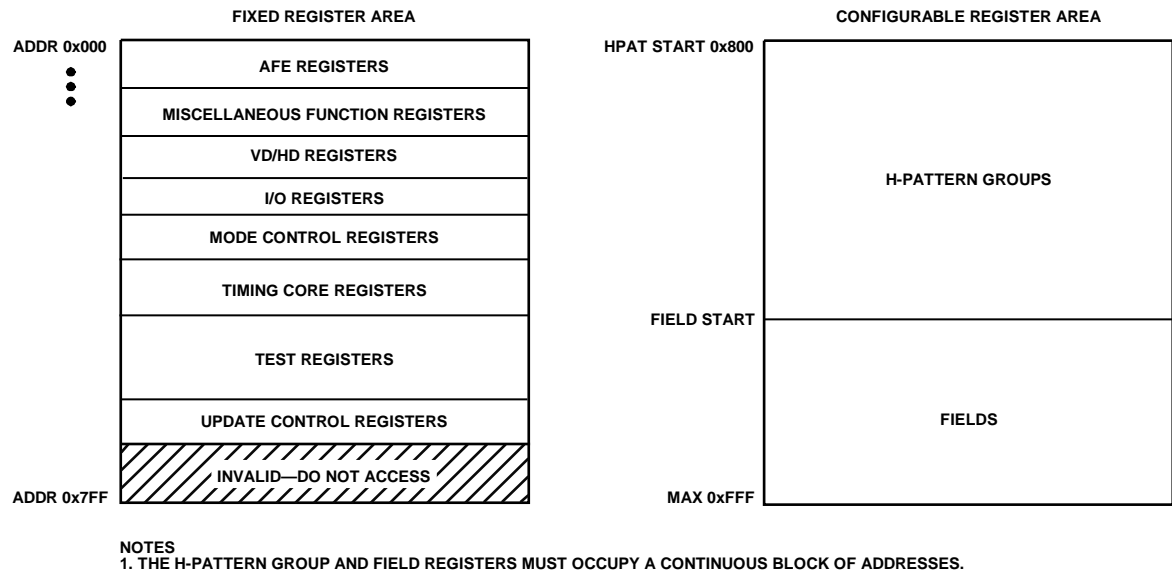 FIXED REGISTER AREA
ADDR 0x000
AFE REGISTERS
MISCELLANEOUS FUNCTION REGISTERS
VD/HD REGISTERS
I/O REGISTERS
MODE CONTROL REGISTERS
TIMING CORE REGISTERS
TEST REGISTERS
UPDATE CONTROL REGISTERS
INVALID—DO NOT ACCESS
ADDR 0x7FF
CONFIGURABLE REGISTER AREA
HPAT START 0x800
H-PATTERN GROUPS
FIELD START
FIELDS
MAX 0xFFF
NOTES
1. THE H-PATTERN GROUP AND FIELD REGISTERS MUST OCCUPY A CONTINUOUS BLOCK OF ADDRESSES.